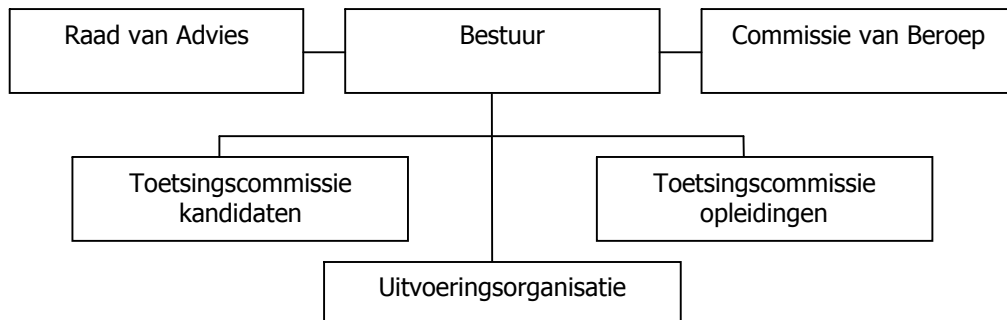 Raad van Advies
Bestuur
Commissie van Beroep
Toetsingscommissie
kandidaten
Toetsingscommissie
opleidingen
Uitvoeringsorganisatie